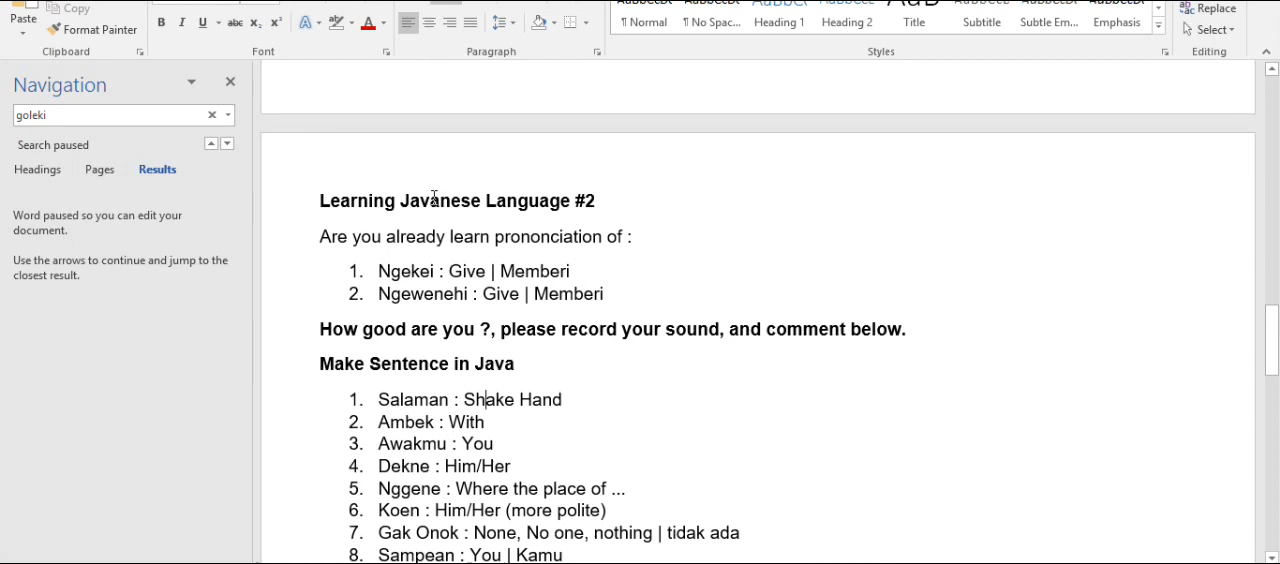 Paste
Copy
Format Painter
Clipboard
B I U abc x₂ x²
A A
Font
Paragraph
¶ Normal
¶ No Spac...
Heading 1
Heading 2
Title
Subtitle
Subtle Em...
Emphasis
Styles
Replace
Select
Editing
Navigation
goleki
Search paused
Headings Pages Results
Word paused so you can edit your
document.
Use the arrows to continue and jump to the
closest result.
Learning Javanese Language #2
Are you already learn prononciation of :
1. Ngekei : Give | Memberi
2. Ngewenehi : Give | Memberi
How good are you ?, please record your sound, and comment below.
Make Sentence in Java
1. Salaman : Shake Hand
2. Ambek : With
3. Awakmu : You
4. Dekne : Him/Her
5. Nggene : Where the place of ...
6. Koen : Him/Her (more polite)
7. Gak Onok : None, No one, nothing | tidak ada
8. Sampean : You | Kamu